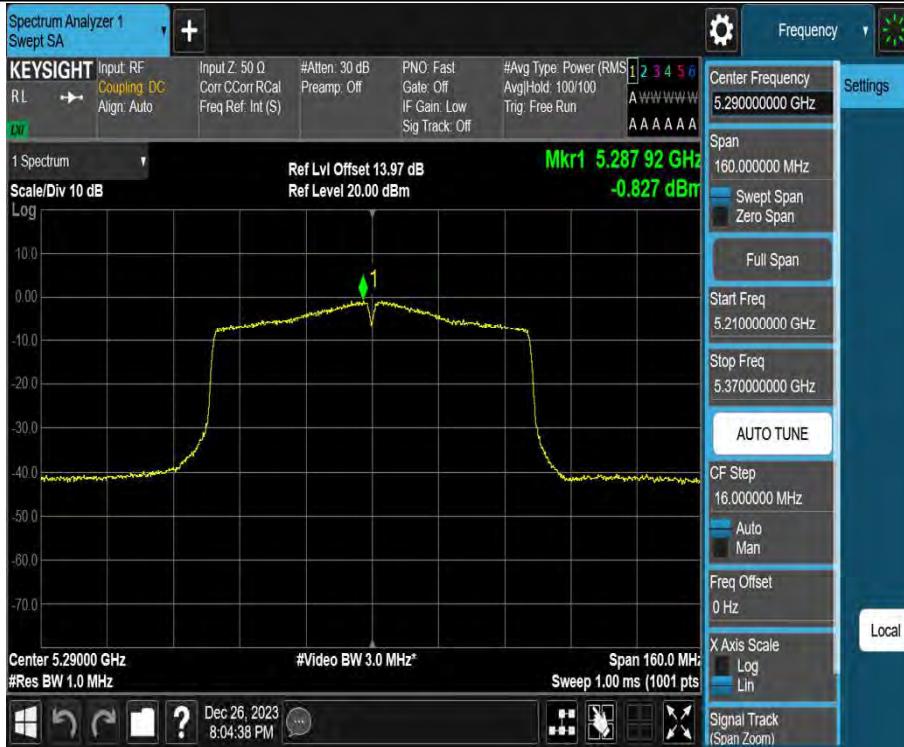 Spectrum Analyzer 1
Swept SA
+
Frequency
KEYSIGHT
RL
LXI
Input: RF
Coupling: DC
Align: Auto
Input Z: 50 Ω
Corr CCorr RCal
Freq Ref: Int (S)
#Atten: 30 dB
Preamp: Off
PNO: Fast
Gate: Off
IF Gain: Low
Sig Track: Off
#Avg Type: Power (RMS
Avg|Hold: 100/100
Trig: Free Run
1 2 3 4 5 6
A W W W W W
A A A A A A
1 Spectrum
Scale/Div 10 dB
Log
Ref Lvl Offset 13.97 dB
Ref Level 20.00 dBm
Mkr1 5.287 92 GHz
-0.827 dBm
10.0
0.00
-10.0
-20.0
-30.0
-40.0
-50.0
-60.0
-70.0
1
Center 5.29000 GHz
#Res BW 1.0 MHz
#Video BW 3.0 MHz*
Span 160.0 MHz
Sweep 1.00 ms (1001 pts
Center Frequency
5.290000000 GHz
Settings
Span
160.000000 MHz
Swept Span
Zero Span
Full Span
Start Freq
5.210000000 GHz
Stop Freq
5.370000000 GHz
AUTO TUNE
CF Step
16.000000 MHz
Auto
Man
Freq Offset
0 Hz
X Axis Scale
Log
Lin
Local
Signal Track
(Span Zoom)
?
Dec 26, 2023
8:04:38 PM